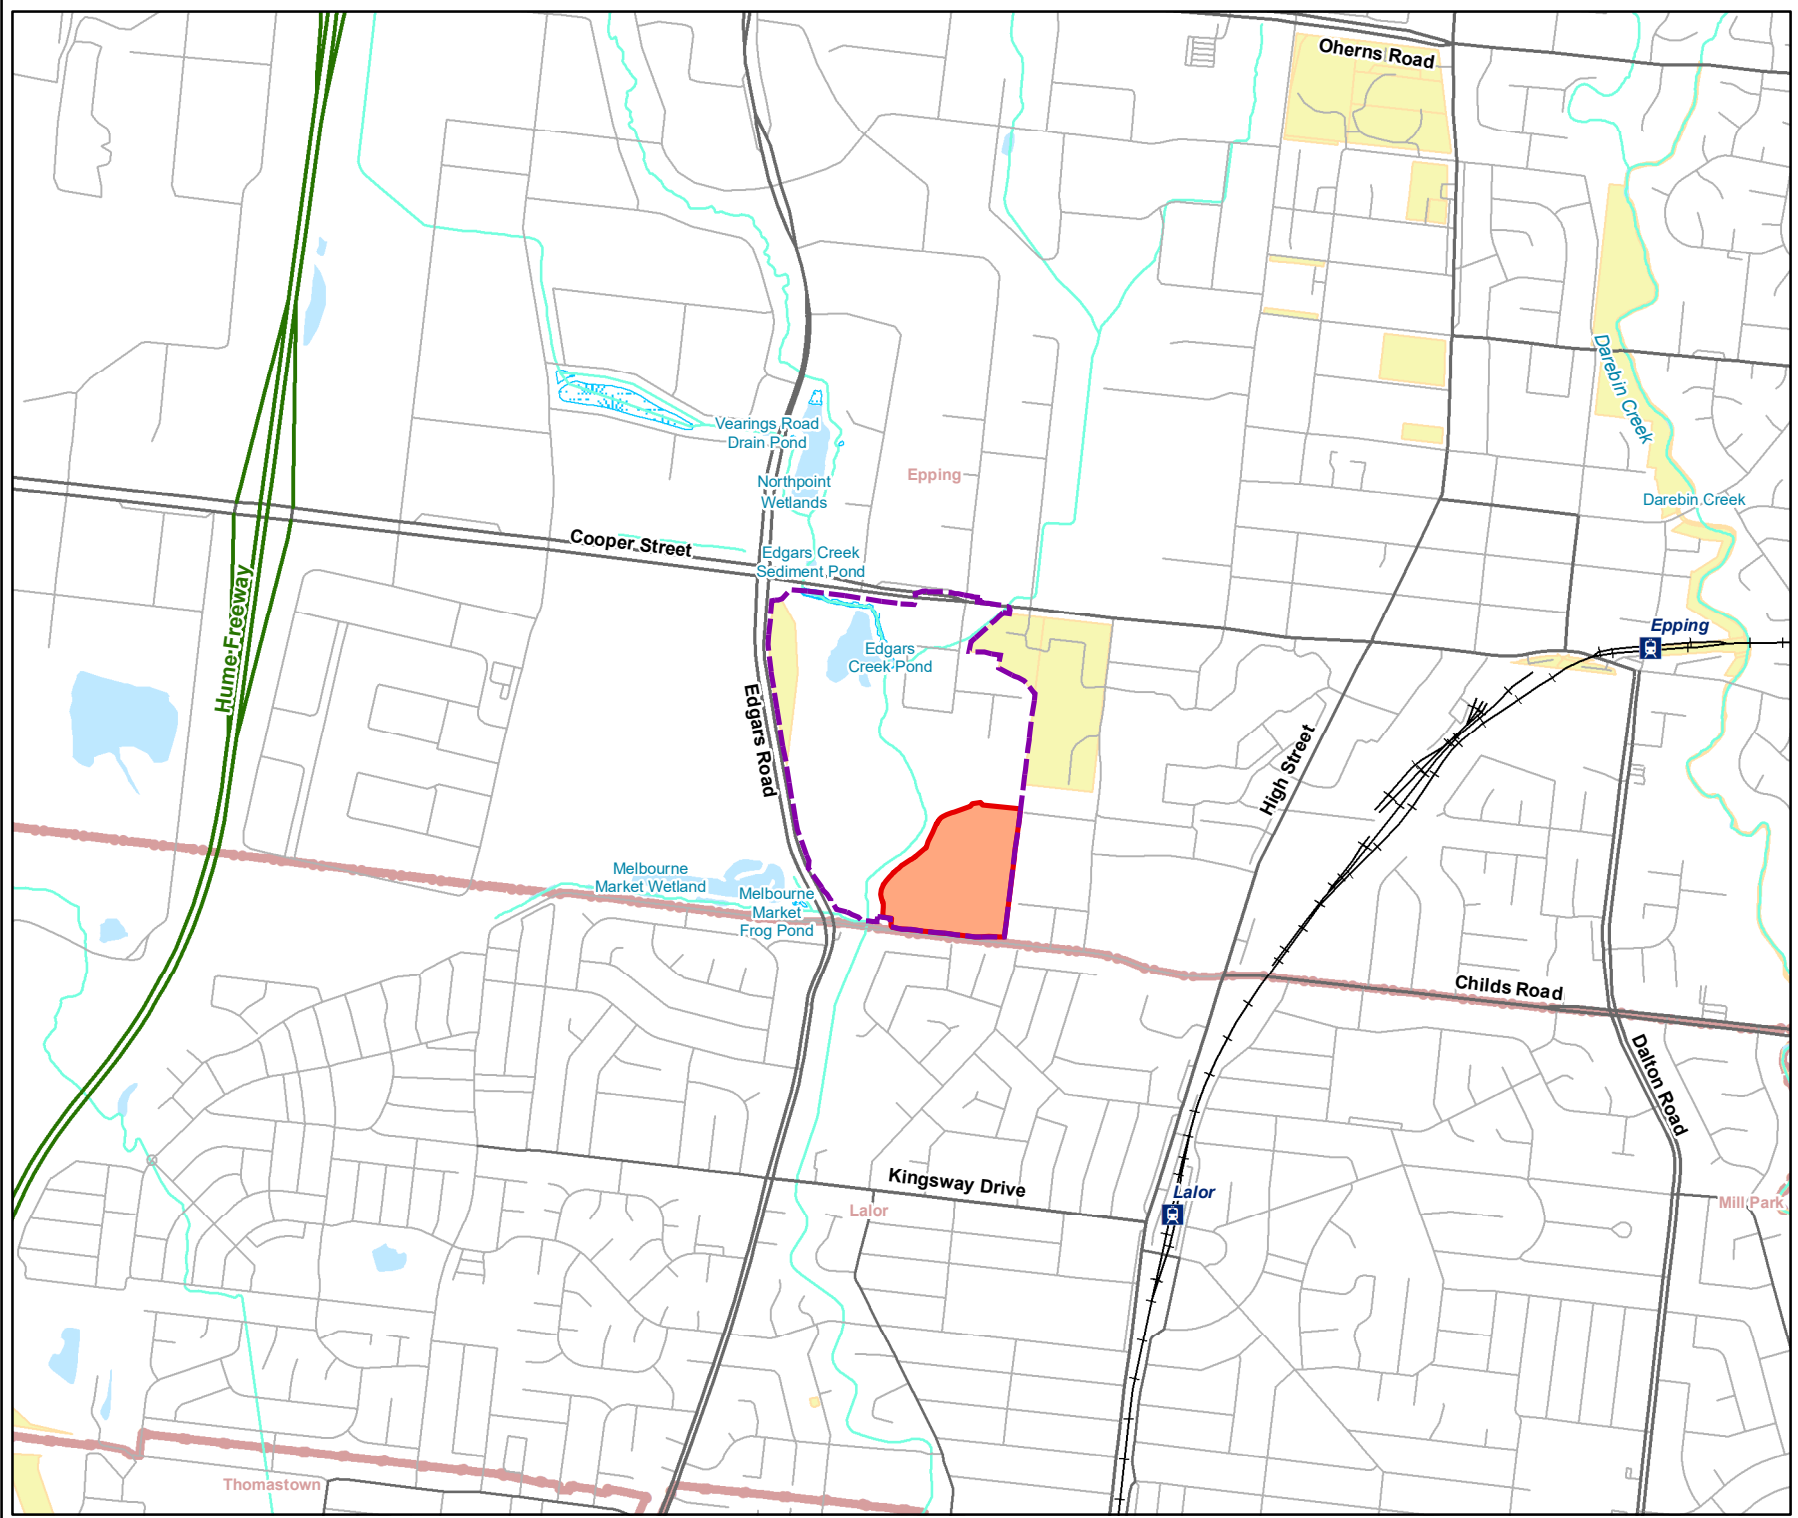 Oherns Road
Darebin Creek
Vearings Road
Drain Pond
Epping
Northpoint
Wetlands
Darebin Creek
Cooper Street
Edgars Creek
Sediment Pond
Hume Freeway
Epping
Edgars
Creek Pond
Edgars Road
High Street
Melbourne
Market Wetland
Melbourne
Market
Frog Pond
Childs Road
Dalton Road
Kingsway Drive
Lalor
Lalor
Mill Park
Thomastown